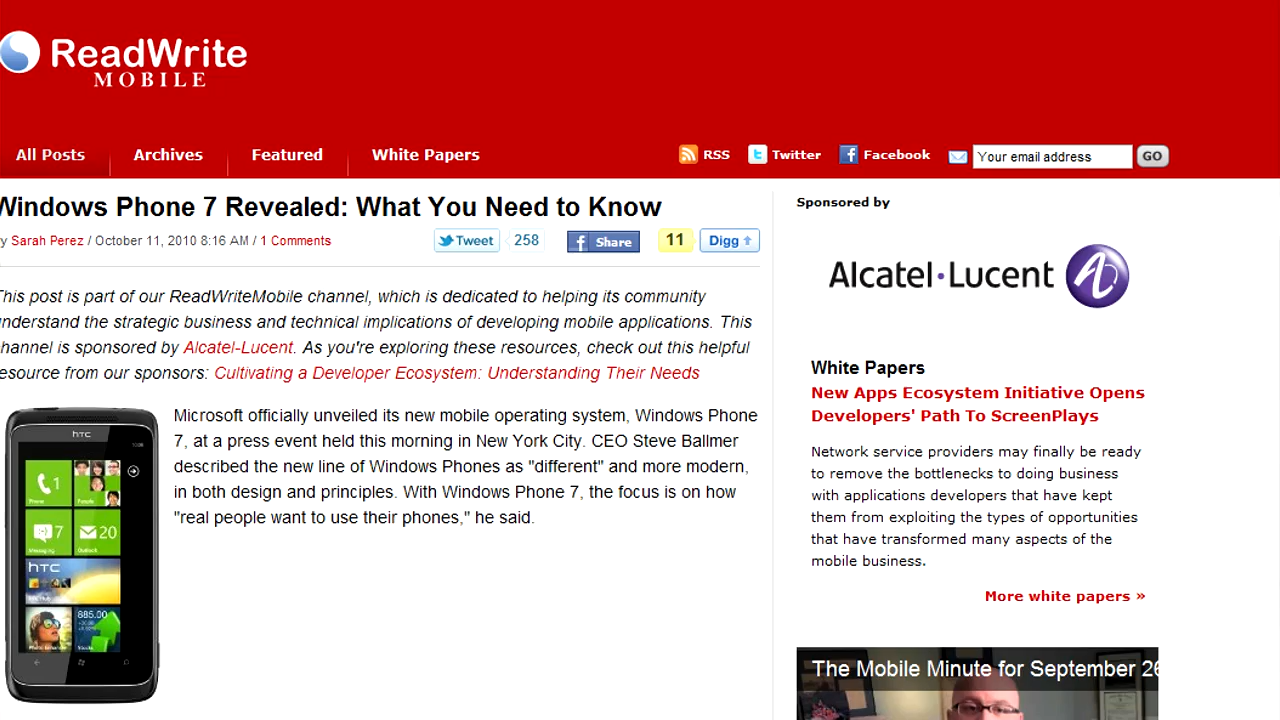 ReadWrite
MOBILE
All Posts Archives Featured White Papers RSS Twitter Facebook Your email address GO
Windows Phone 7 Revealed: What You Need to Know
y Sarah Perez / October 11, 2010 8:16 AM / 1 Comments
Tweet 258 f Share 11 Digg
This post is part of our ReadWriteMobile channel, which is dedicated to helping its community
understand the strategic business and technical implications of developing mobile applications. This
hannel is sponsored by Alcatel-Lucent. As you're exploring these resources, check out this helpful
esource from our sponsors: Cultivating a Developer Ecosystem: Understanding Their Needs
hTC
Phone
1
People
Messaging
7
Outlook
20
hTC
885.00
Stocks
Microsoft officially unveiled its new mobile operating system, Windows Phone
7, at a press event held this morning in New York City. CEO Steve Ballmer
described the new line of Windows Phones as "different" and more modern,
in both design and principles. With Windows Phone 7, the focus is on how
"real people want to use their phones," he said.
Sponsored by
Alcatel·Lucent
White Papers
New Apps Ecosystem Initiative Opens
Developers' Path To ScreenPlays
Network service providers may finally be ready
to remove the bottlenecks to doing business
with applications developers that have kept
them from exploiting the types of opportunities
that have transformed many aspects of the
mobile business.
More white papers »
The Mobile Minute for September 26